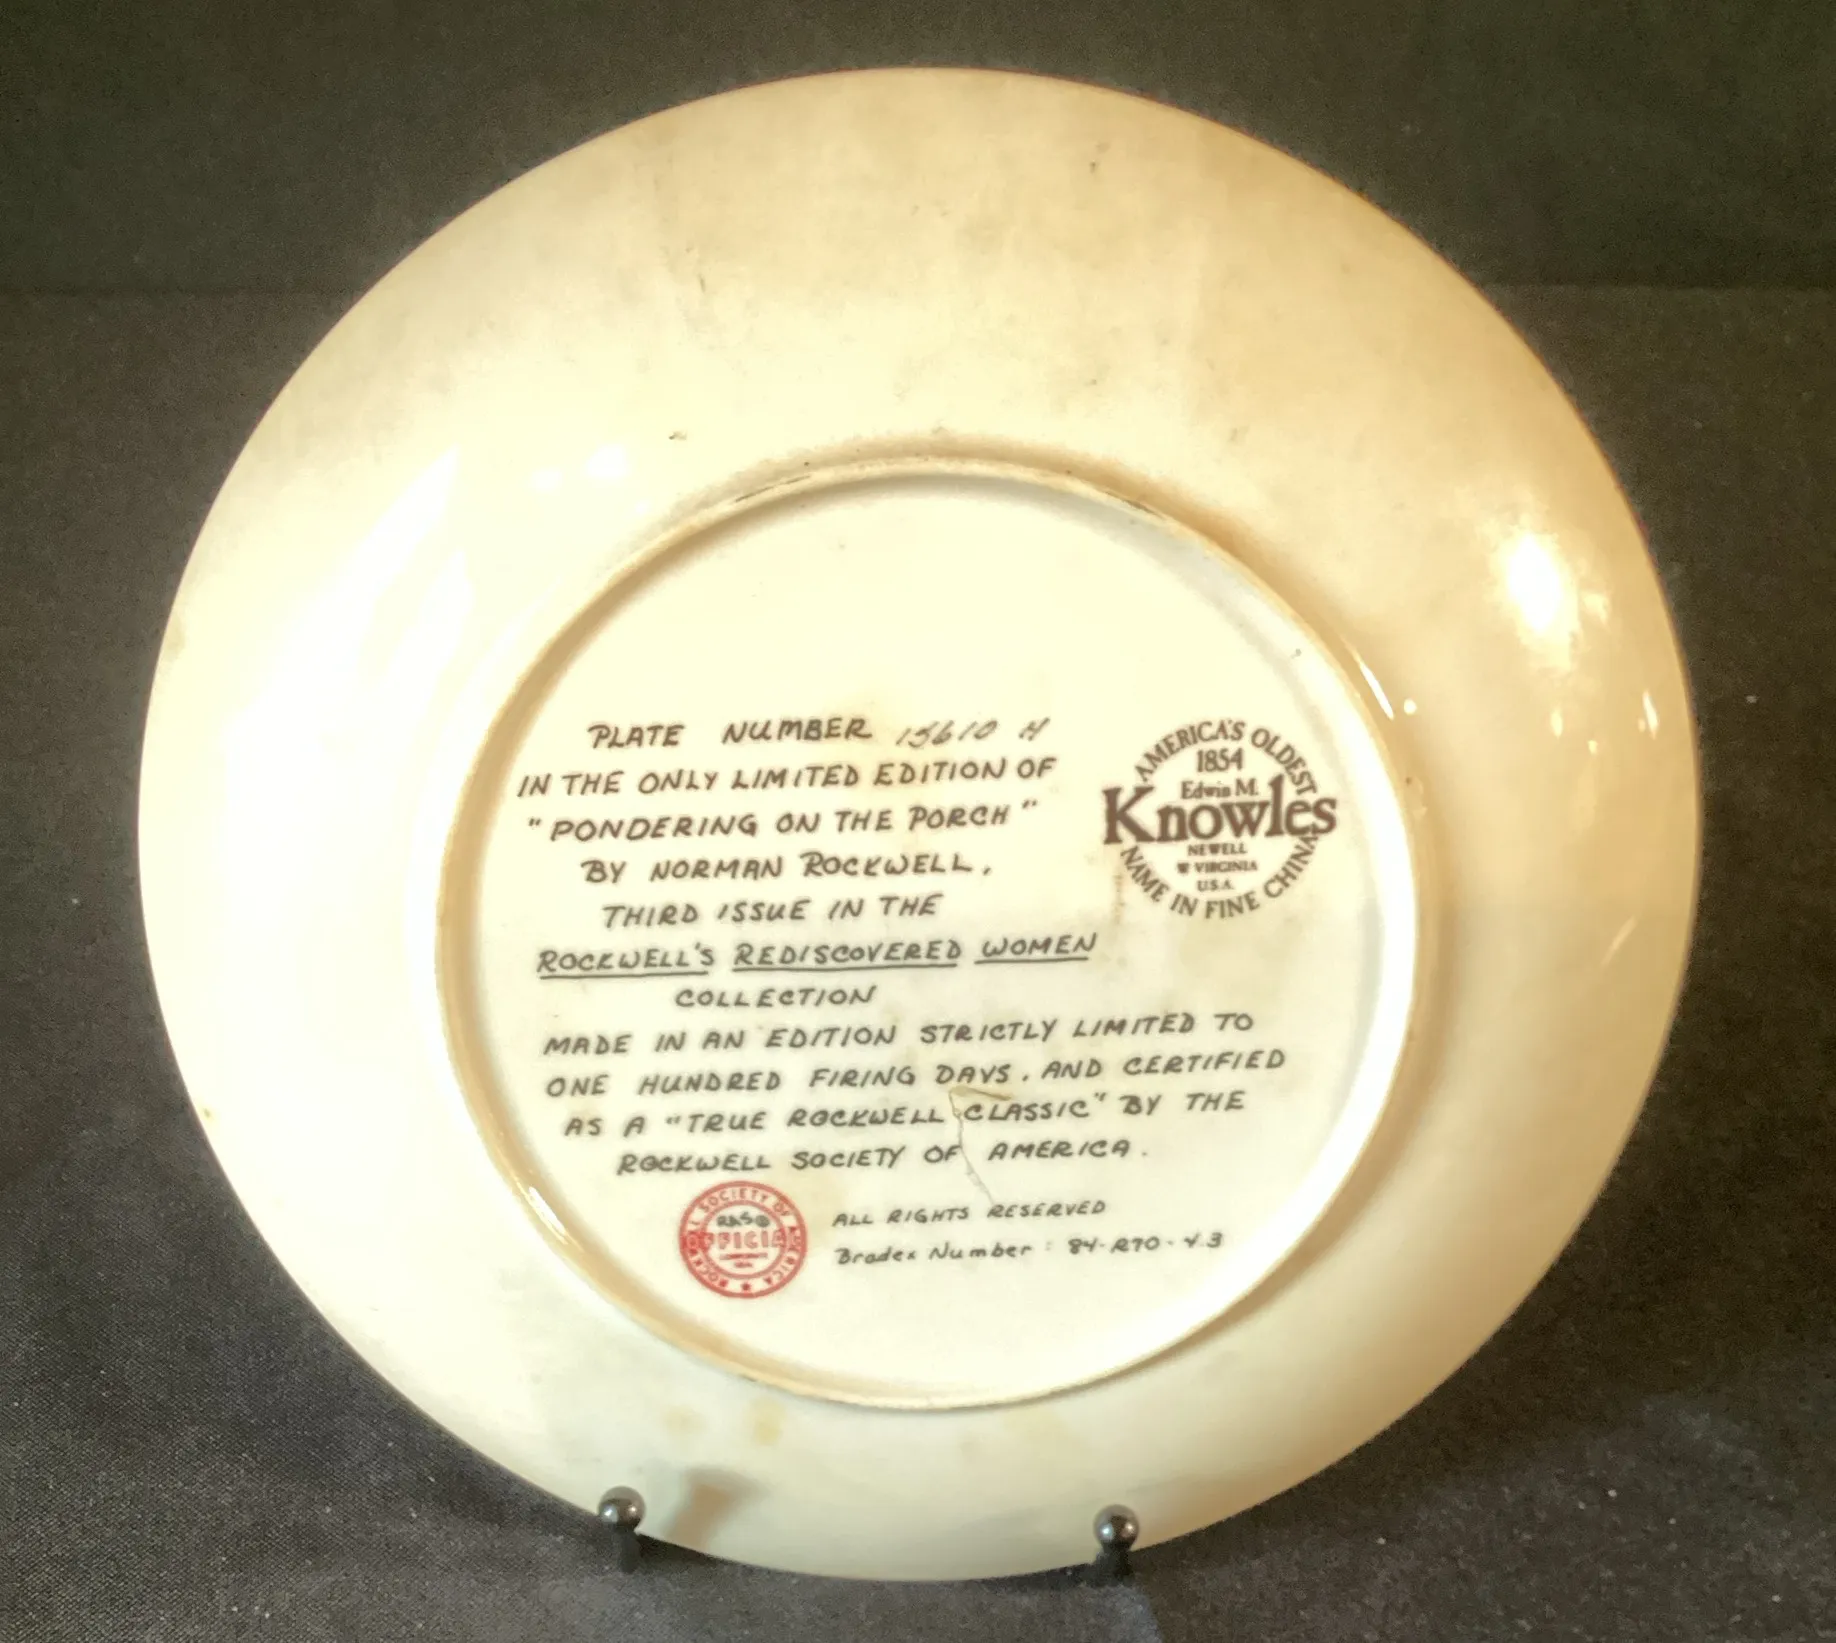 PLATE NUMBER 15610 H
IN THE ONLY LIMITED EDITION OF
"PONDERING ON THE PORCH"
BY NORMAN ROCKWELL,
THIRD ISSUE IN THE
ROCKWELL'S REDISCOVERED WOMEN
COLLECTION
MADE IN AN EDITION STRICTLY LIMITED TO
ONE HUNDRED FIRING DAYS, AND CERTIFIED
AS A "TRUE ROCKWELL CLASSIC" BY THE
ROCKWELL SOCIETY OF AMERICA.
ALL RIGHTS RESERVED
Bradex Number: 84-R70-4.3
AMERICA'S OLDEST
1854
Edwin M.
Knowles
NEWELL
W VIRGINIA
U.S.A.
NAME IN FINE CHINA
ROCKWELL SOCIETY OF AMERICA
OFFICIAL